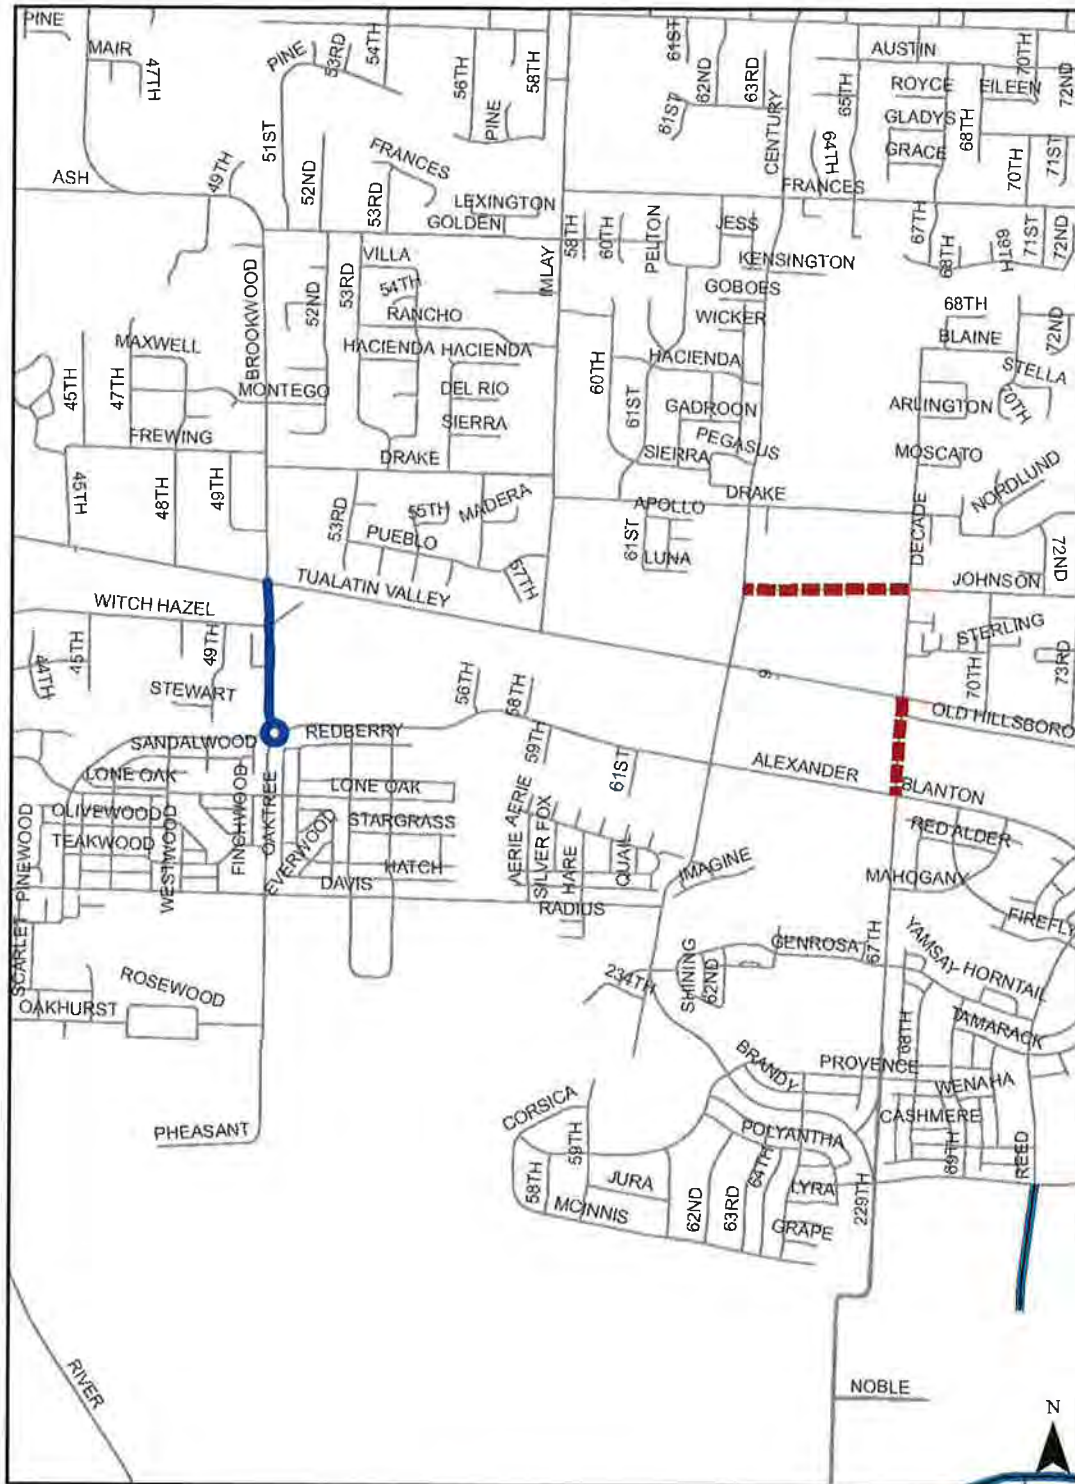 PINE
MAIR
47TH
PINE
53RD
54TH
56TH
58TH
PINE
61ST
62ND
63RD
61ST
CENTURY
65TH
64TH
AUSTIN
70TH
72ND
ROYCE
EILEEN
GLADYS
68TH
GRACE
70TH
71ST
ASH
49TH
51ST
52ND
FRANCES
53RD
LEXINGTON
GOLDEN
FRANCES
58TH
60TH
PELTON
JESS
67TH
68TH
69TH
71ST
72ND
VILLA
54TH
IMLAY
KENSINGTON
GOBOES
BROOKWOOD
52ND
53RD
RANCHO
WICKER
68TH
BLAINE
72ND
MAXWELL
HACIENDA
HACIENDA
HACIENDA
STELLA
45TH
47TH
MONTEGO
DEL RIO
60TH
61ST
GADROON
ARLINGTON
70TH
FREWING
SIERRA
PEGASUS
DRAKE
SIERRA
MOSCATO
45TH
48TH
49TH
DRAKE
NORDLUND
53RD
55TH
MADERA
APOLLO
PUEBLO
61ST
LUNA
DECADE
72ND
57TH
TUALATIN VALLEY
JOHNSON
WITCH HAZEL
STERLING
44TH
45TH
49TH
STEWART
56TH
58TH
9
70TH
73RD
OLD HILLSBORO
SANDALWOOD
REDBERRY
59TH
61ST
ALEXANDER
BLANTON
LONE OAK
LONE OAK
OLIVEWOOD
FINCHWOOD
OAKTREE
STARGRASS
AERIE
AERIE
RED ALDER
TEAKWOOD
EVERWOOD
HATCH
SILVER FOX
HARE
QUAIL
SCARLET
PINEWOOD
WESTWOOD
DAVIS
IMAGINE
MAHOGANY
RADIUS
FIREFLY
GENROSA
67TH
YAMSAY
HORNTAIL
ROSEWOOD
234TH
SHINING
62ND
OAKHURST
68TH
TAMARACK
BRANDY
PROVENCE
WENAHA
CORSICA
CASHMERE
PHEASANT
POLYANTHA
59TH
64TH
69TH
REED
58TH
JURA
LYRA
MCINNIS
62ND
63RD
GRAPE
229TH
RIVER
NOBLE
N